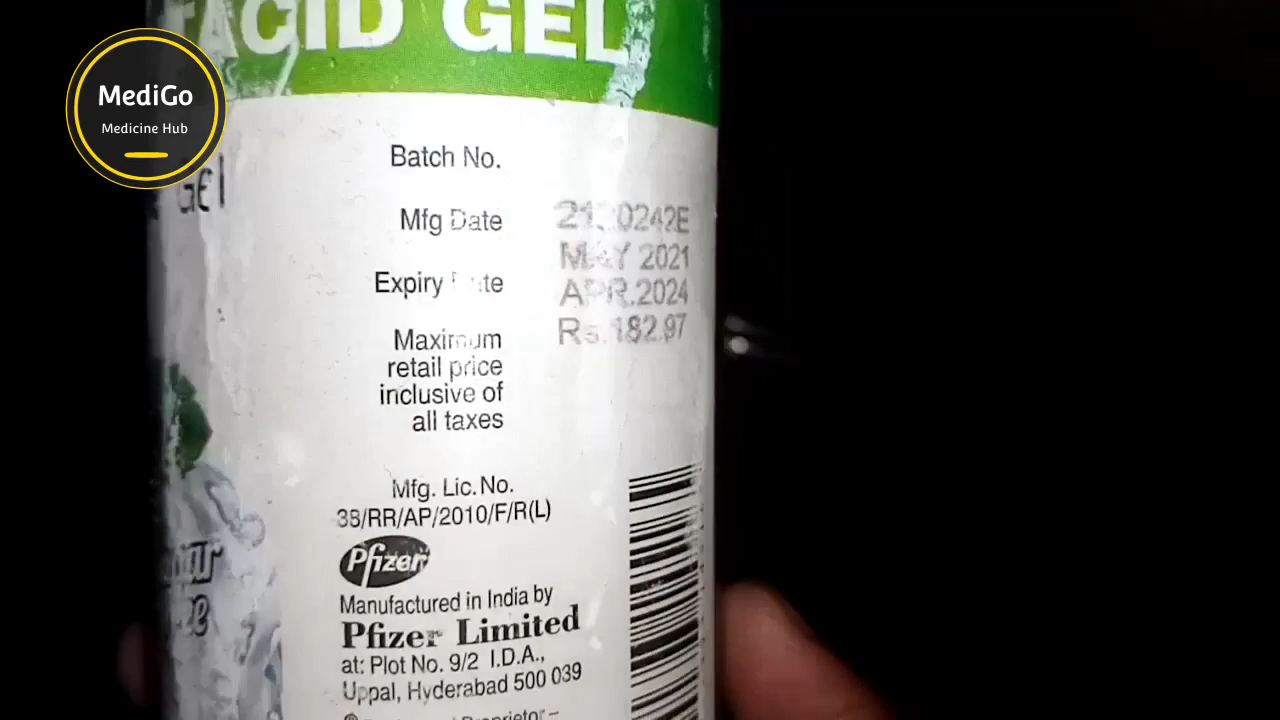 MediGo
Medicine Hub
ACID GEL
Gel
Batch No.
Mfg Date
Expiry Date
Maximum
retail price
inclusive of
all taxes
MAY 2021
APR.2024
Rs.182.97
Mfg. Lic. No.
38/RR/AP/2010/F/R(L)
Pfizer
Manufactured in India by
Pfizer Limited
at: Plot No. 9/2 I.D.A.,
Uppal, Hyderabad 500 039